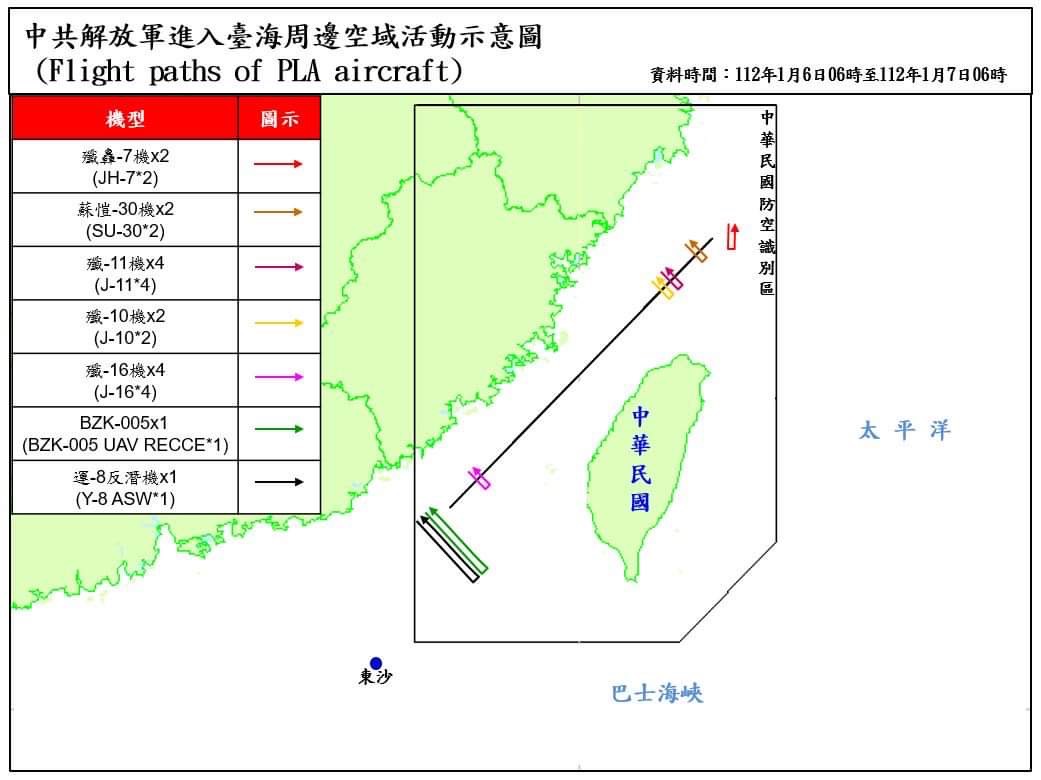 中共解放軍進入臺海周邊空域活動示意圖
(Flight paths of PLA aircraft)
資料時間：112年1月6日06時至112年1月7日06時
機型
圖示
殲轟-7機x2
(JH-7*2)
蘇愷-30機x2
(SU-30*2)
殲-11機x4
(J-11*4)
殲-10機x2
(J-10*2)
殲-16機x4
(J-16*4)
BZK-005x1
(BZK-005 UAV RECCE*1)
運-8反潛機x1
(Y-8 ASW*1)
中華民國防空識別區
中華民國
太平洋
東沙
巴士海峽